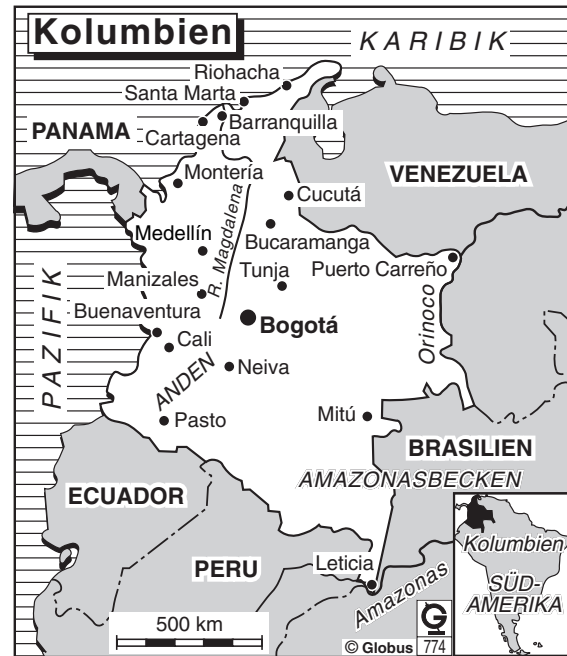 Kolumbien
KARIBIK
Riohacha
Santa Marta
PANAMA
Barranquilla
Cartagena
Montería
VENEZUELA
Cucutá
R. Magdalena
Medellín
Bucaramanga
Tunja
Puerto Carreño
Manizales
Buenaventura
Bogotá
Orinoco
PAZIFIK
Cali
ANDEN
Neiva
Pasto
Mitú
BRASILIEN
AMAZONASBECKEN
ECUADOR
PERU
Leticia
Amazonas
Kolumbien
SÜD-
AMERIKA
500 km
© Globus
G
774